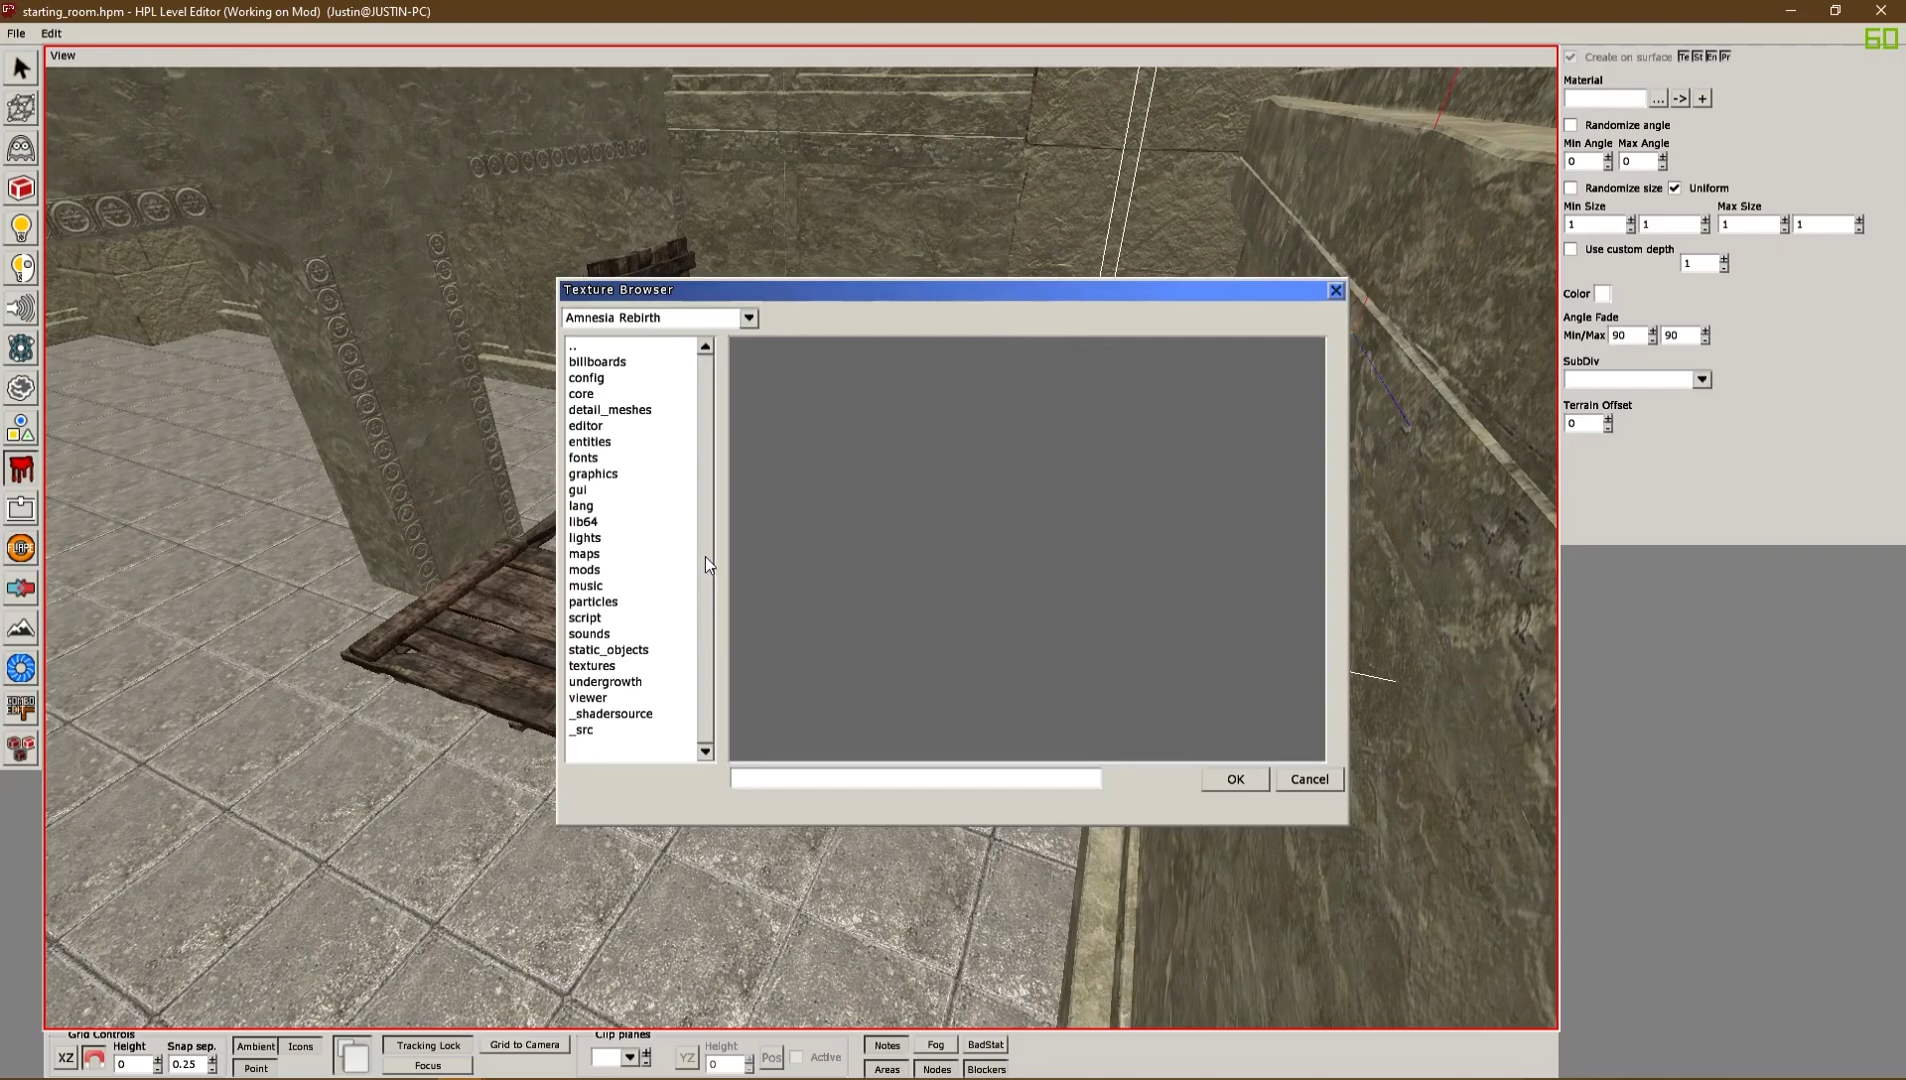 starting_room.hpm - HPL Level Editor (Working on Mod) (Justin@JUSTIN-PC)
File Edit
60
View
Create on surface Te St En Pr
Material
... -> +
Randomize angle
Min Angle Max Angle
0 0
Randomize size Uniform
Min Size Max Size
1 1 1 1
Use custom depth
1
Color
Angle Fade
Min/Max 90 90
SubDiv
Terrain Offset
0
Texture Browser
Amnesia Rebirth
..
billboards
config
core
detail_meshes
editor
entities
fonts
graphics
gui
lang
lib64
lights
maps
mods
music
particles
script
sounds
static_objects
textures
undergrowth
viewer
_shadersource
_src
OK Cancel
FLARE
COMBO
Grid Controls
XZ Height Snap sep.
0 0.25
Ambient Icons
Point
Tracking Lock
Focus
Grid to Camera
Clip planes
YZ Height
0 Pos Active
Notes Fog BadStat
Areas Nodes Blockers